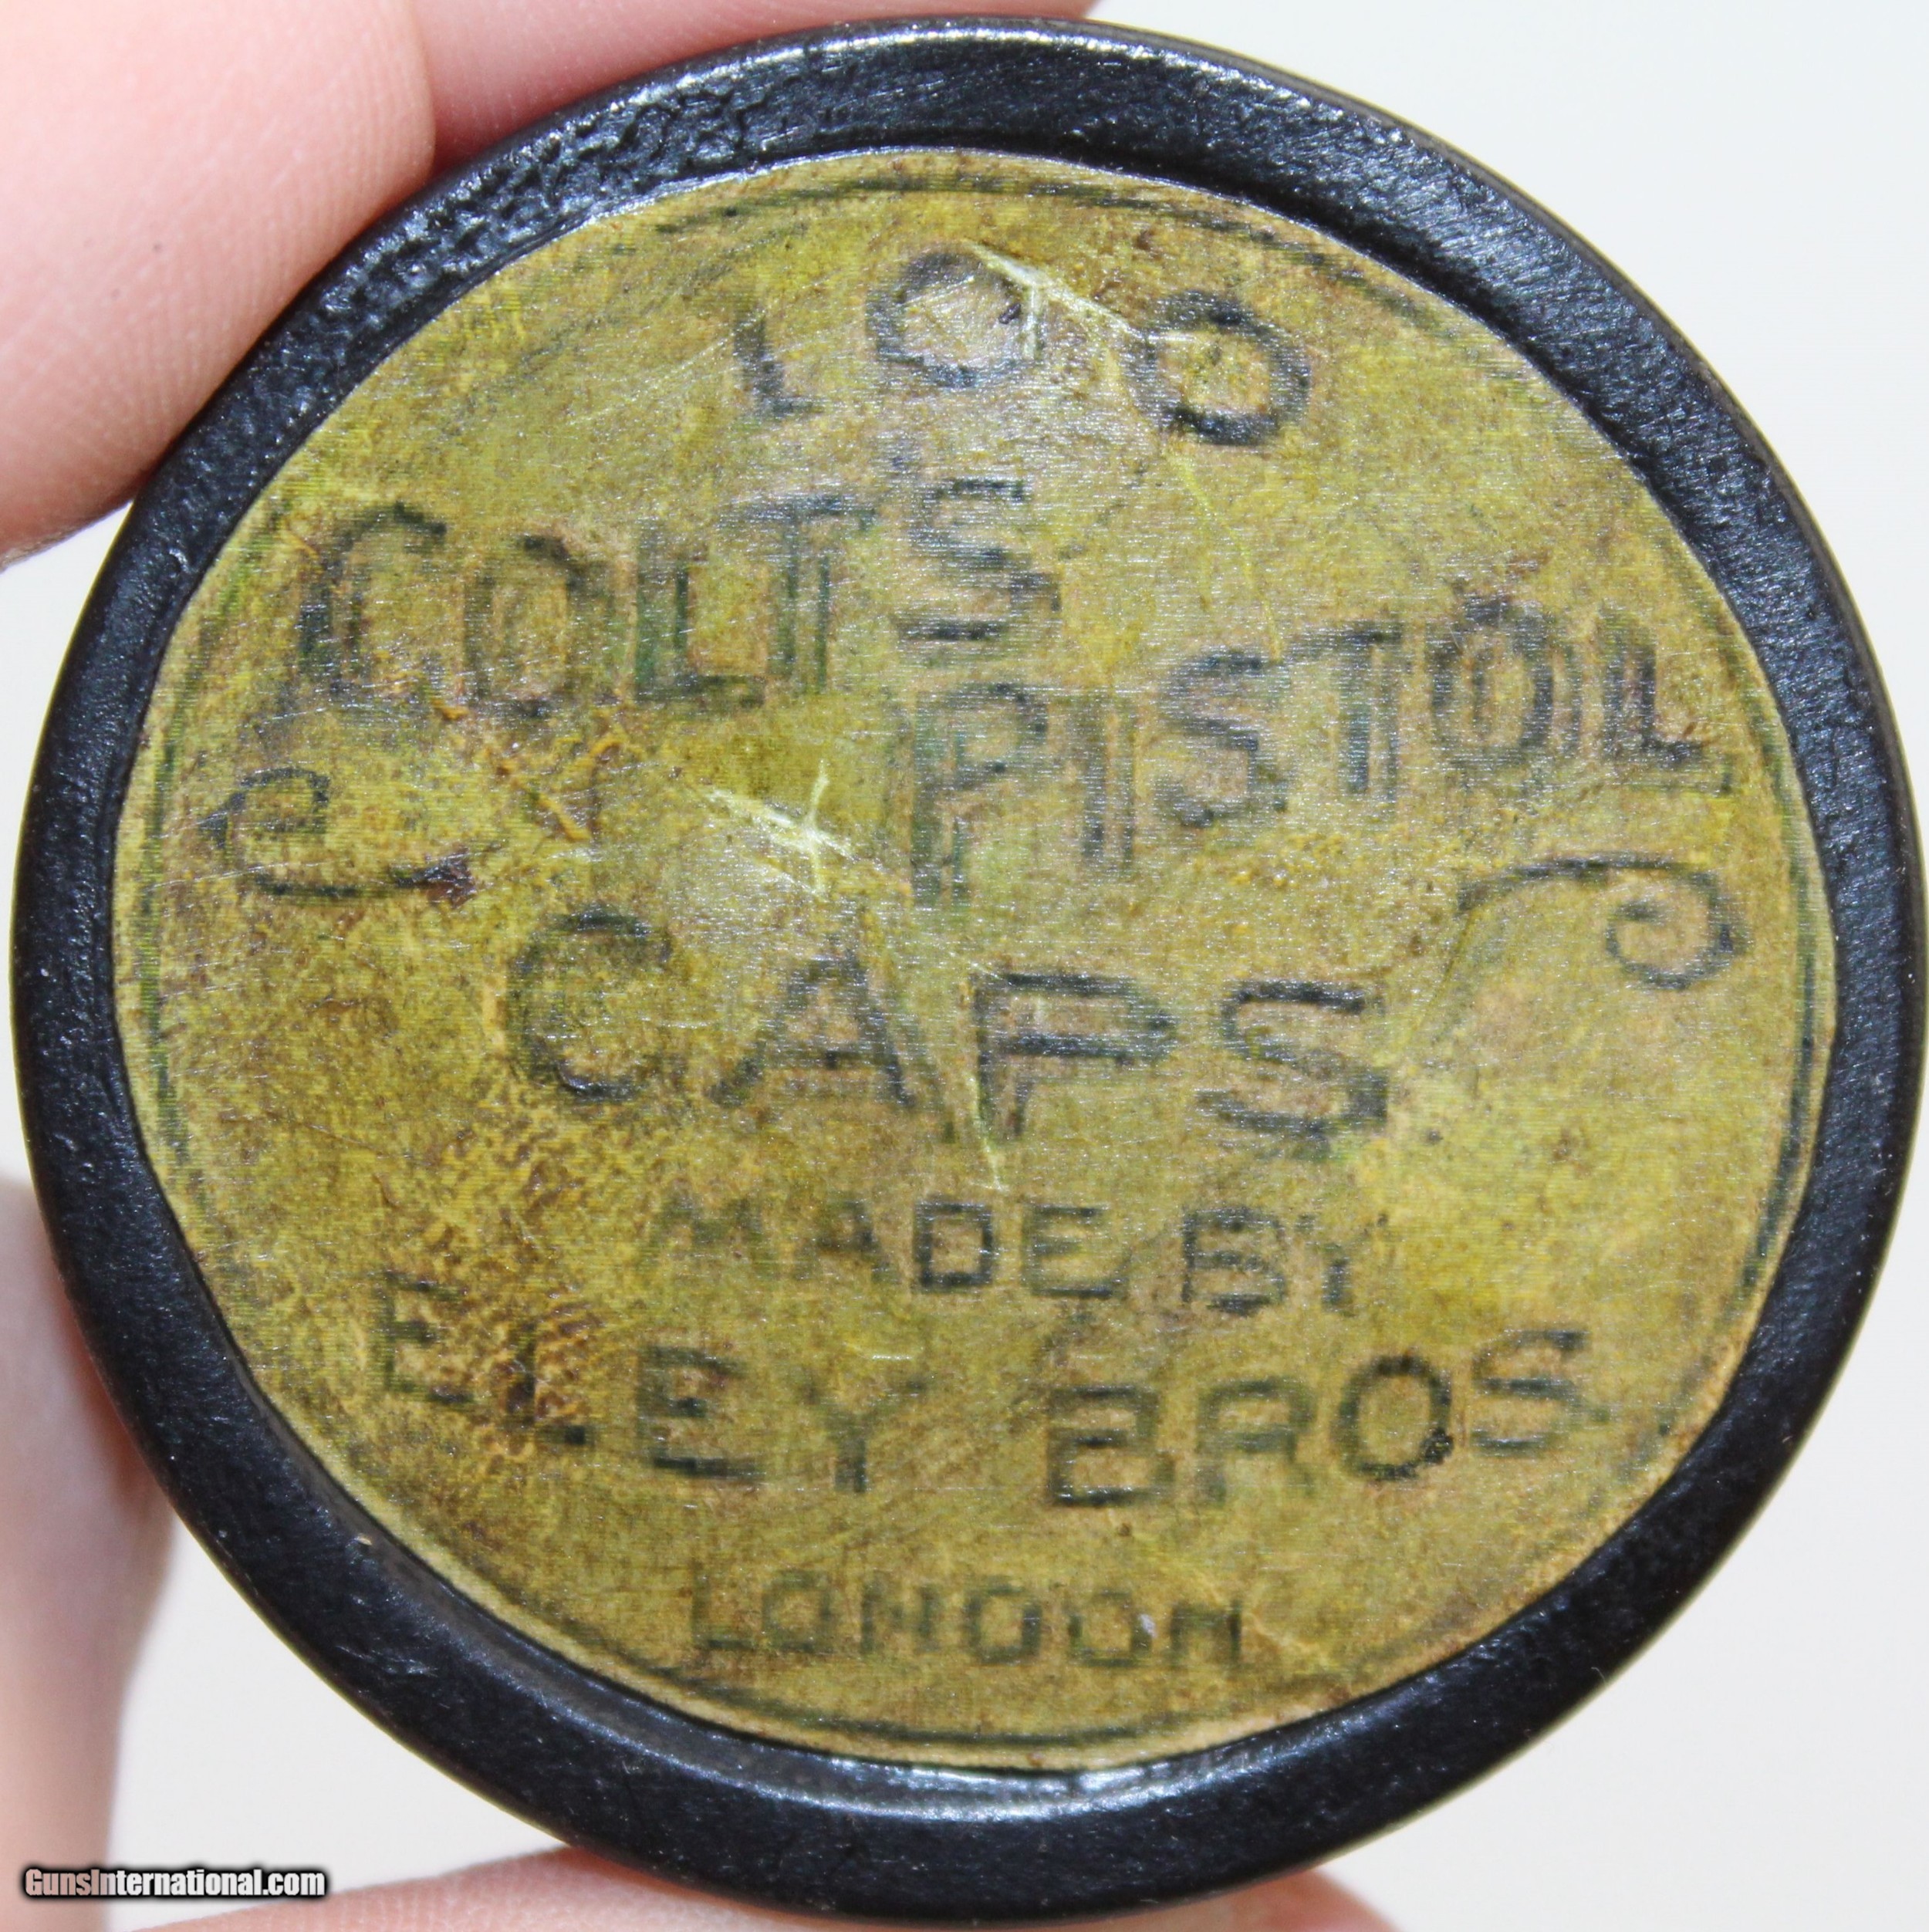 100
COLT'S
PISTOL
CAPS
MADE BY
ELEY BROS
LONDON
GunsInternational.com